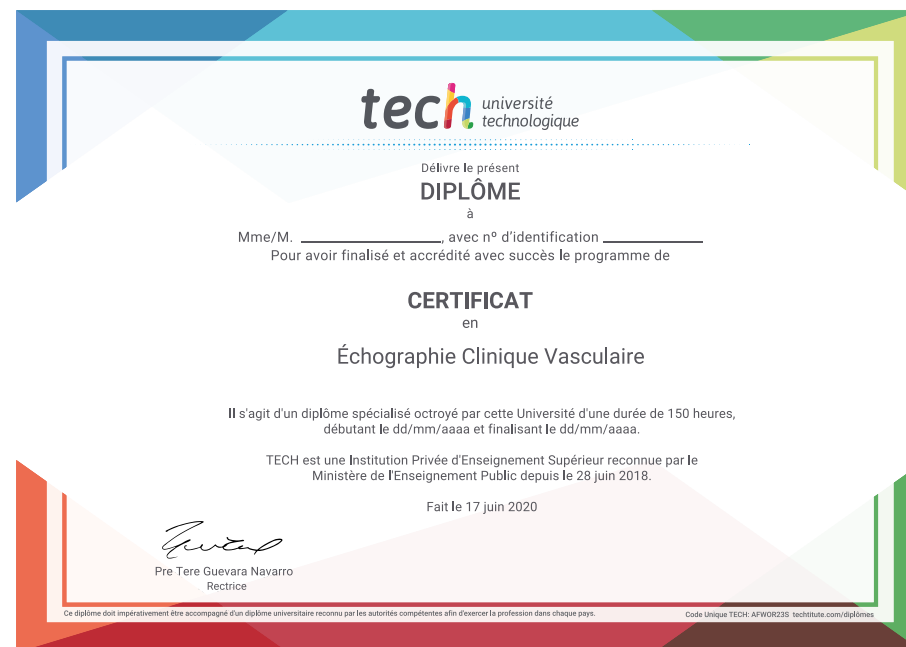 tech université
technologique
Délivre le présent
DIPLÔME
à
Mme/M. ____________________, avec nº d'identification ______________
Pour avoir finalisé et accrédité avec succès le programme de
CERTIFICAT
en
Échographie Clinique Vasculaire
Il s'agit d'un diplôme spécialisé octroyé par cette Université d'une durée de 150 heures,
débutant le dd/mm/aaaa et finalisant le dd/mm/aaaa.
TECH est une Institution Privée d'Enseignement Supérieur reconnue par le
Ministère de l'Enseignement Public depuis le 28 juin 2018.
Fait le 17 juin 2020
Pre Tere Guevara Navarro
Rectrice
Ce diplôme doit impérativement être accompagné d'un diplôme universitaire reconnu par les autorités compétentes afin d'exercer la profession dans chaque pays.
Code Unique TECH: AFWOR23S techtitute.com/diplômes